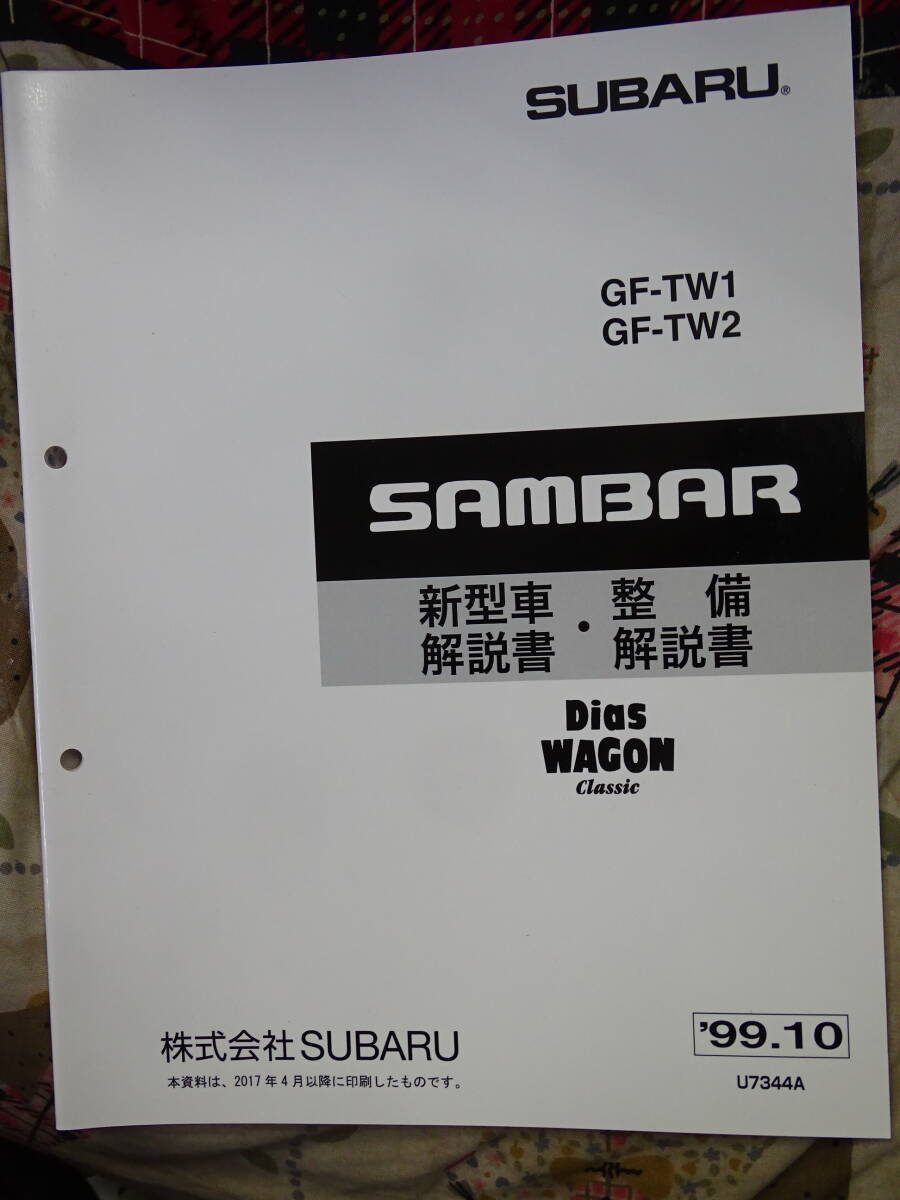 SUBARU®
GF-TW1
GF-TW2
SAMBAR
新型車解説書・整備解説書
Dias
WAGON
Classic
株式会社SUBARU
本資料は、2017年4月以降に印刷したものです。
'99.10
U7344A